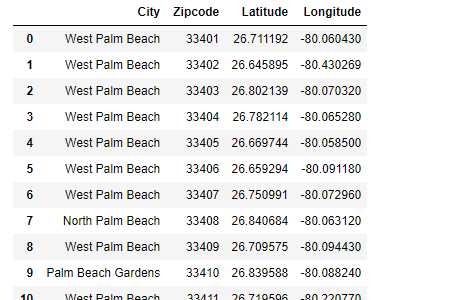 City Zipcode Latitude Longitude
0 West Palm Beach 33401 26.711192 -80.060430
1 West Palm Beach 33402 26.645895 -80.430269
2 West Palm Beach 33403 26.802139 -80.070320
3 West Palm Beach 33404 26.782114 -80.065280
4 West Palm Beach 33405 26.669744 -80.058500
5 West Palm Beach 33406 26.659294 -80.091180
6 West Palm Beach 33407 26.750991 -80.072960
7 North Palm Beach 33408 26.840684 -80.063120
8 West Palm Beach 33409 26.709575 -80.094430
9 Palm Beach Gardens 33410 26.839588 -80.088240
10 West Palm Beach 33411 26.719596 -80.220770